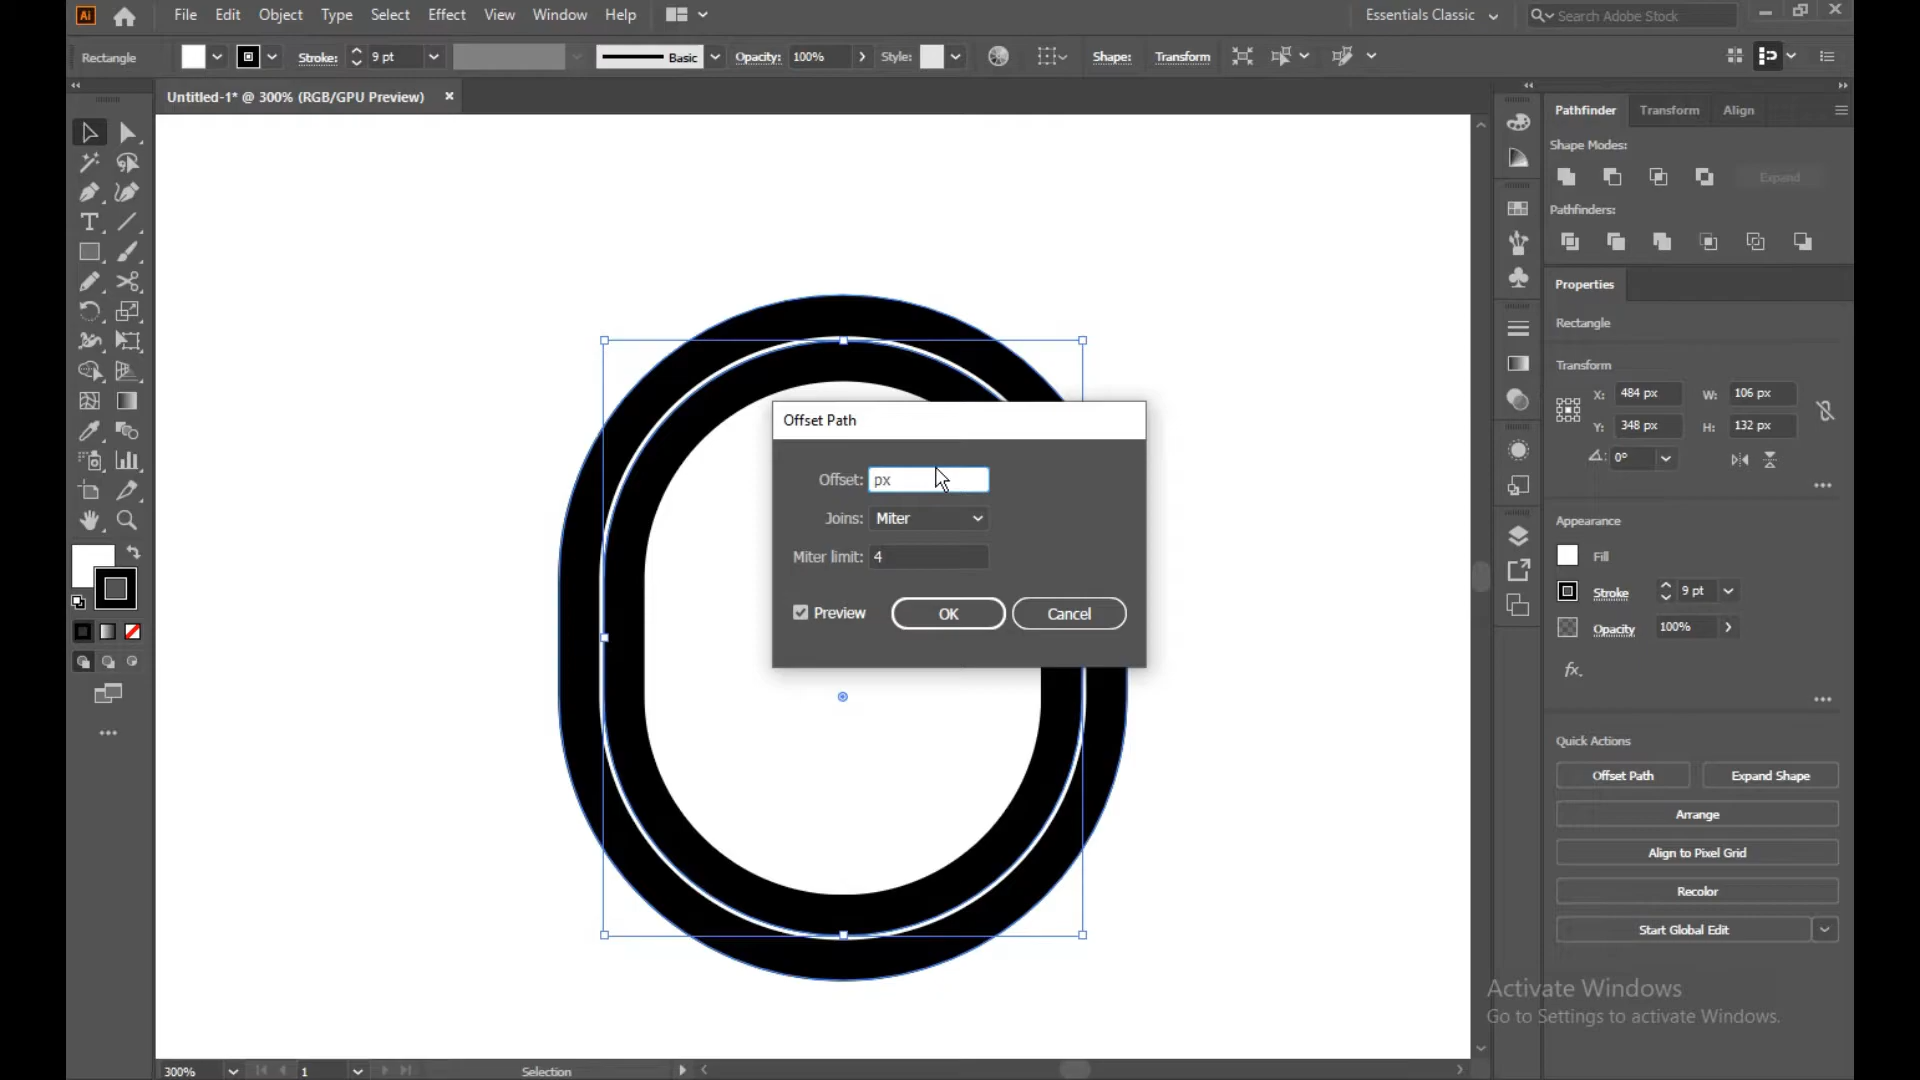 Ai File Edit Object Type Select Effect View Window Help Essentials Classic Search Adobe Stock
Rectangle Stroke: 9 pt Basic Opacity: 100% Style: Shape: Transform
Untitled-1* @ 300% (RGB/GPU Preview)
Pathfinder Transform Align
Shape Modes:
Expand
Pathfinders:
Properties
Rectangle
Transform
X: 484 px W: 106 px
Y: 348 px H: 132 px
0°
Appearance
Fill
Stroke 9 pt
Opacity 100%
fx.
Quick Actions
Offset Path Expand Shape
Arrange
Align to Pixel Grid
Recolor
Start Global Edit
Offset Path
Offset: px
Joins: Miter
Miter limit: 4
Preview OK Cancel
Activate Windows
Go to Settings to activate Windows.
300% 1 Selection